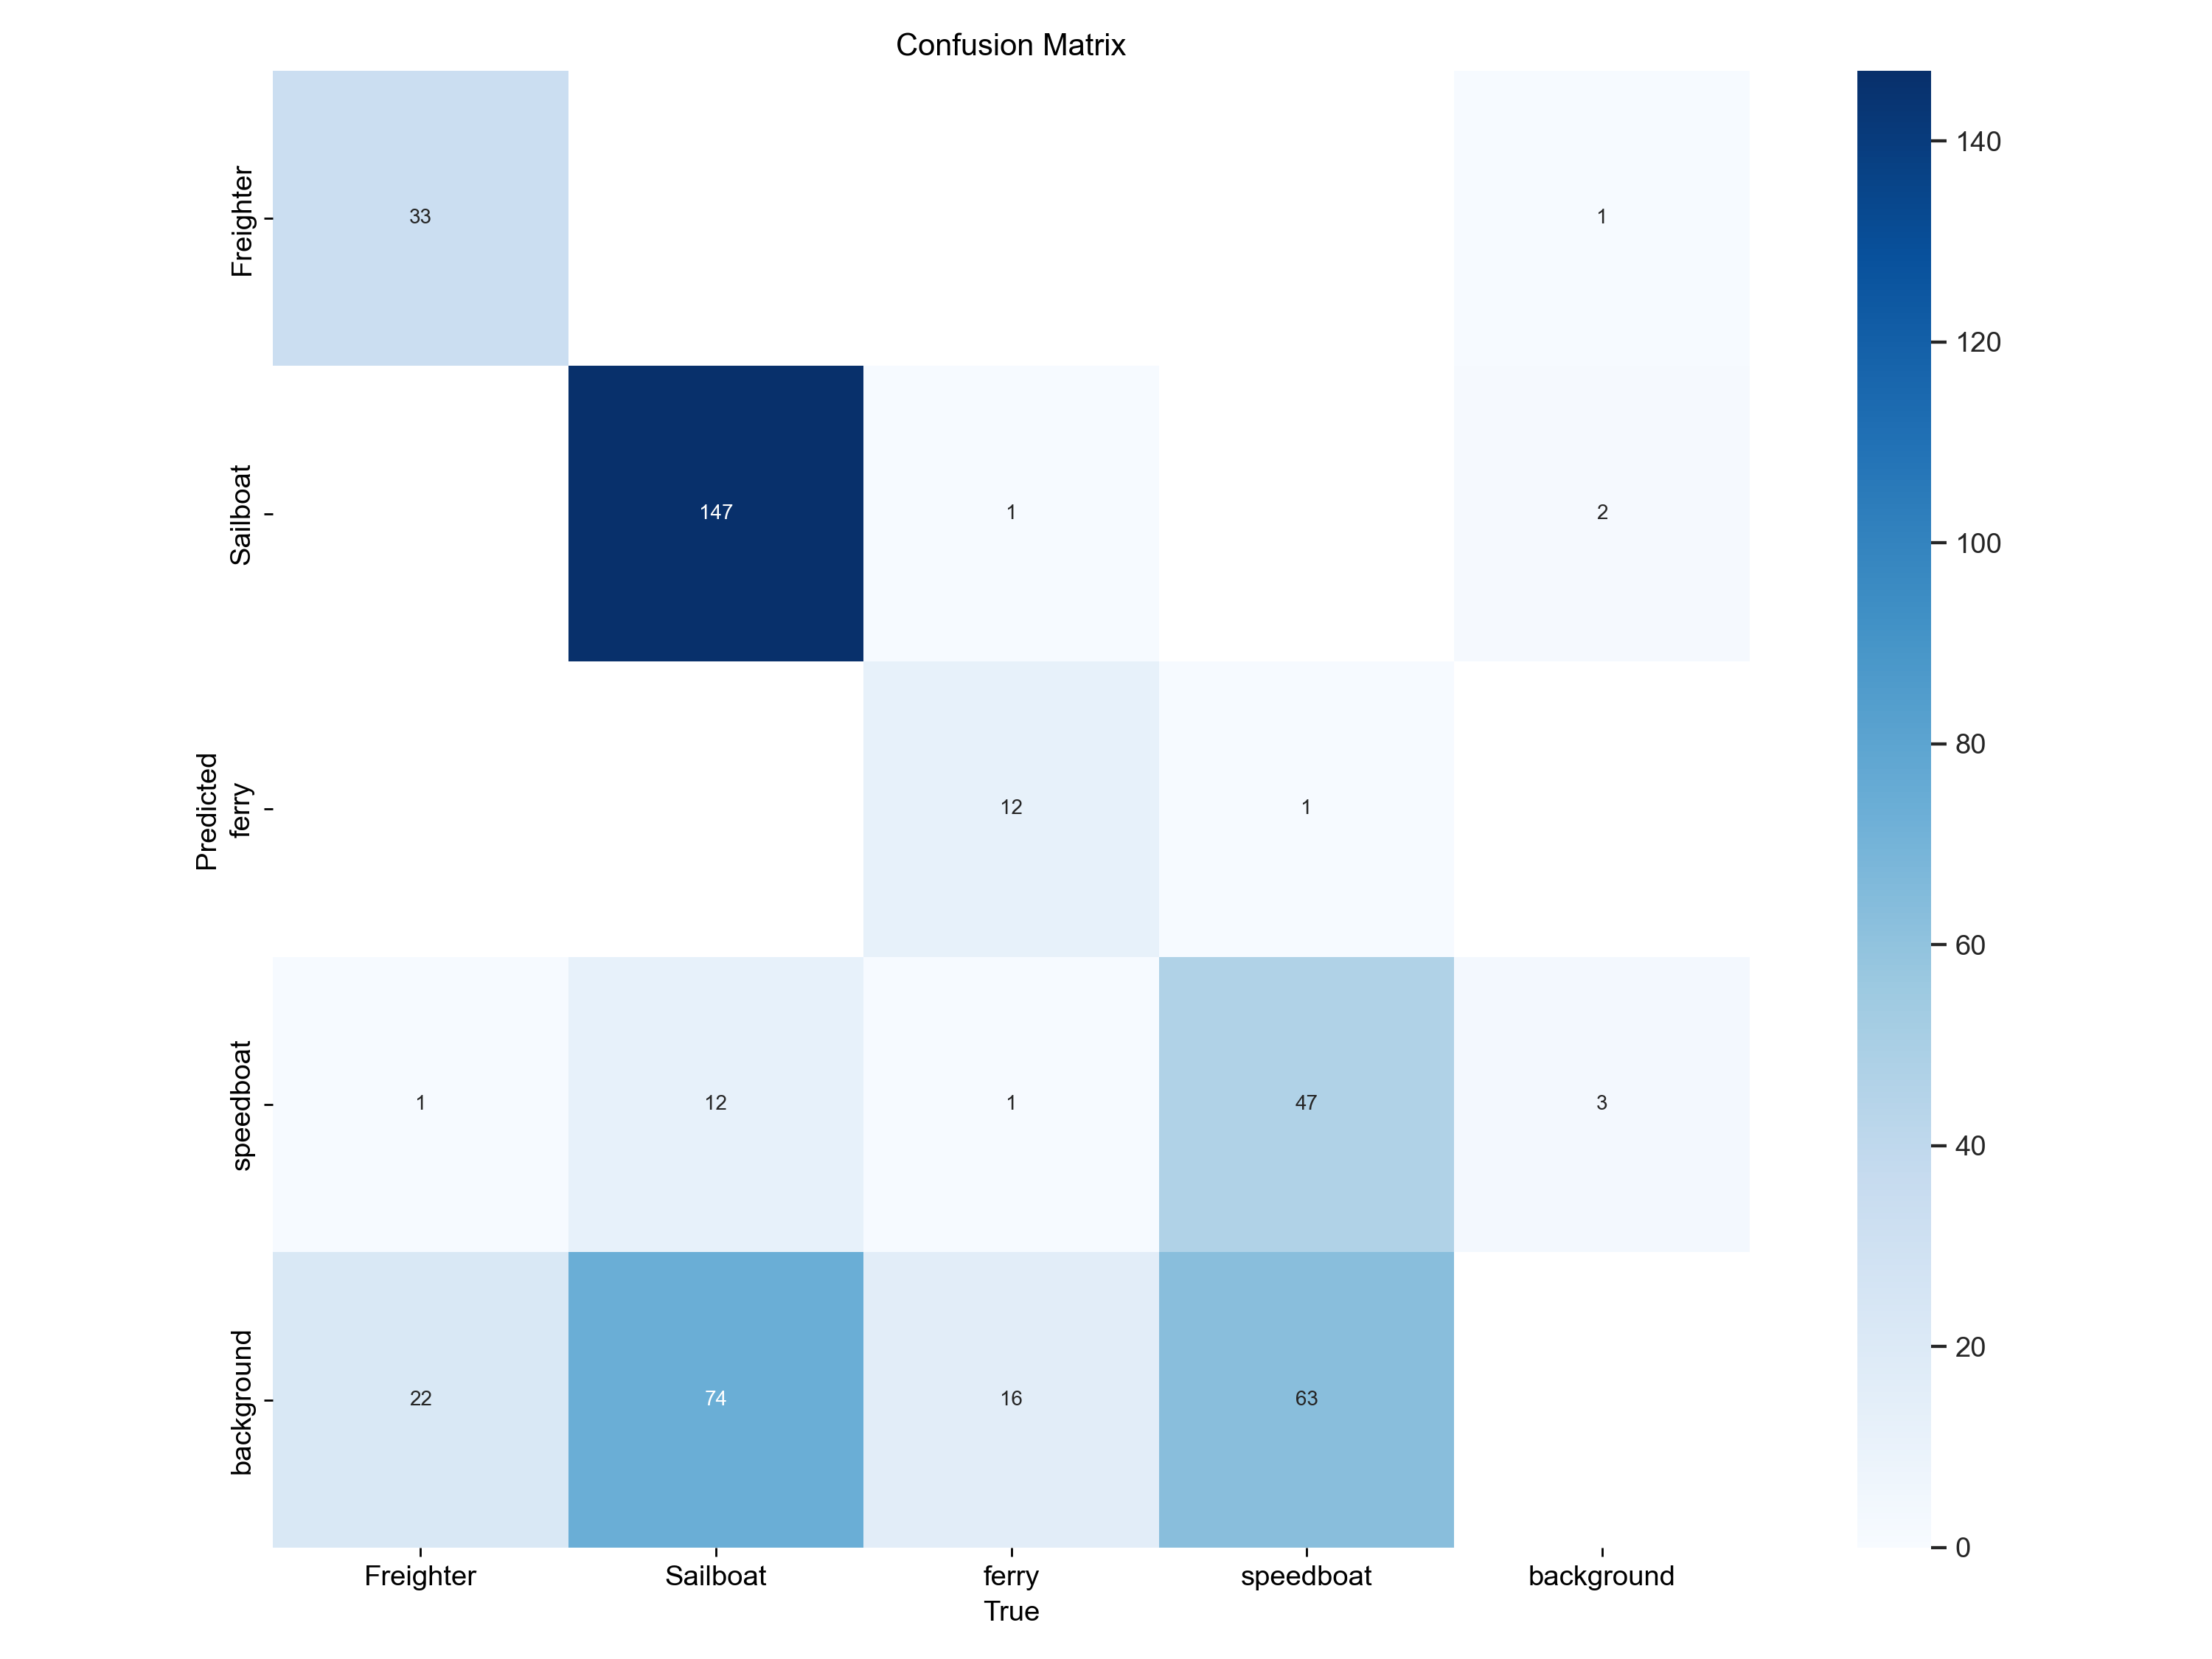 Confusion Matrix
Freighter
33
1
140
120
Sailboat
147
1
2
100
80
Predicted
ferry
12
1
60
speedboat
1
12
1
47
3
40
background
22
74
16
63
20
0
Freighter
Sailboat
ferry
speedboat
background
True